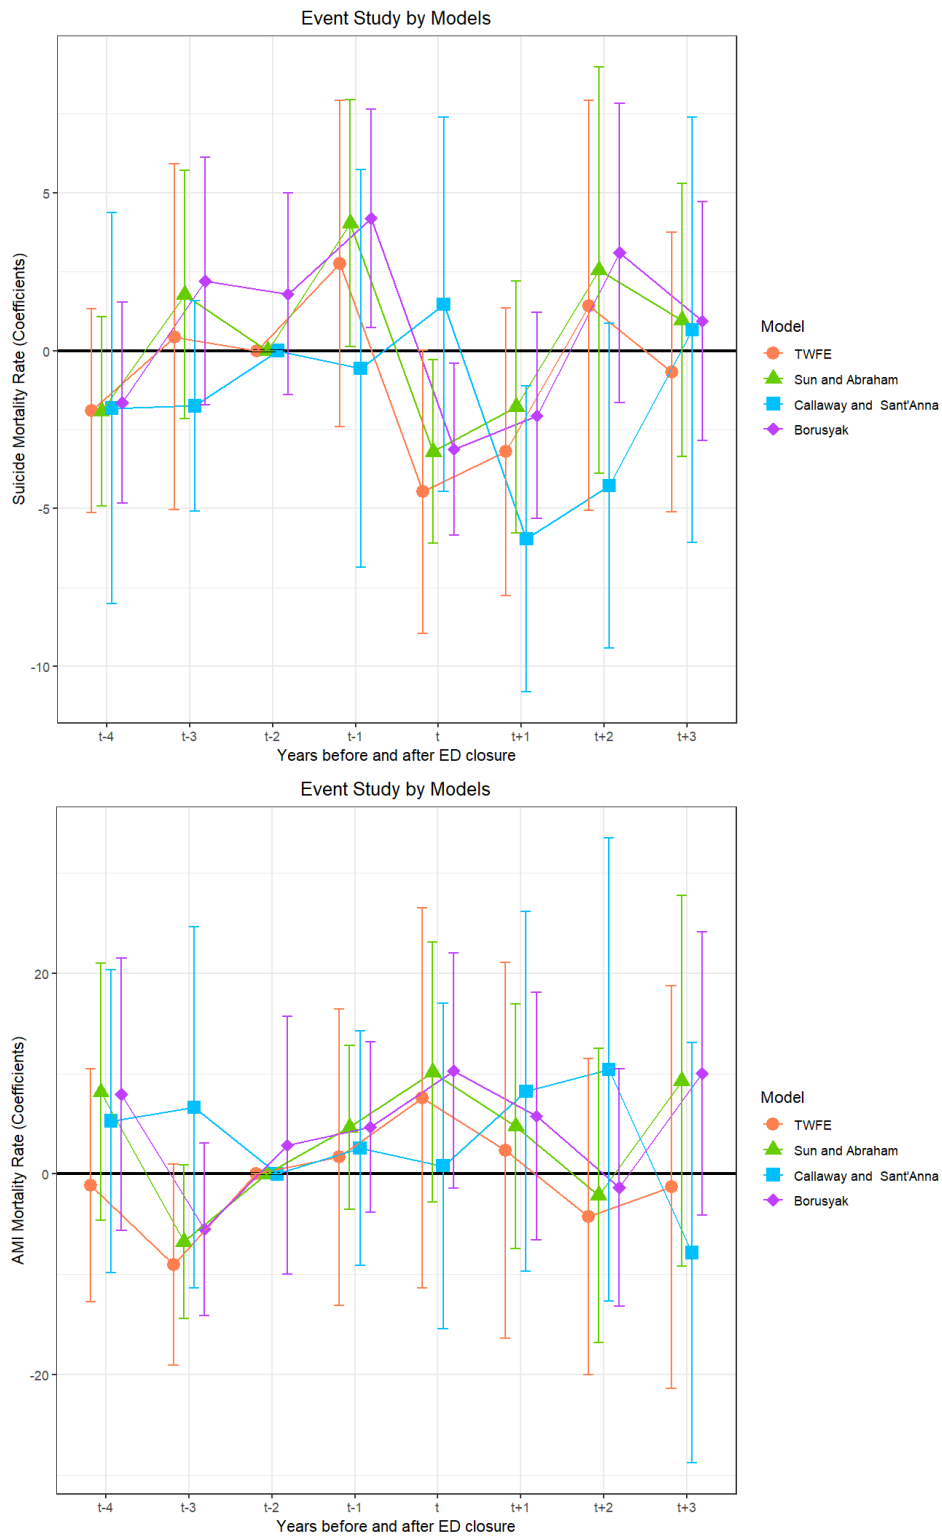 Event Study by Models
Suicide Mortality Rate (Coefficients)
5
0
-5
-10
t-4 t-3 t-2 t-1 t t+1 t+2 t+3
Years before and after ED closure
Model
TWFE
Sun and Abraham
Callaway and Sant'Anna
Borusyak
Event Study by Models
AMI Mortality Rate (Coefficients)
20
0
-20
t-4 t-3 t-2 t-1 t t+1 t+2 t+3
Years before and after ED closure
Model
TWFE
Sun and Abraham
Callaway and Sant'Anna
Borusyak